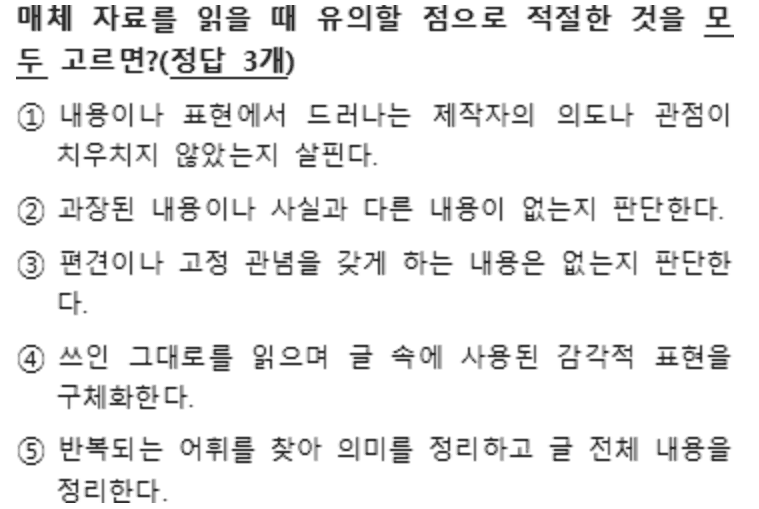 매체 자료를 읽을 때 유의할 점으로 적절한 것을 모
두 고르면?(정답 3개)
① 내용이나 표현에서 드러나는 제작자의 의도나 관점이
치우치지 않았는지 살핀다.
② 과장된 내용이나 사실과 다른 내용이 없는지 판단한다.
③ 편견이나 고정 관념을 갖게 하는 내용은 없는지 판단한
다.
④ 쓰인 그대로를 읽으며 글 속에 사용된 감각적 표현을
구체화한다.
⑤ 반복되는 어휘를 찾아 의미를 정리하고 글 전체 내용을
정리한다.